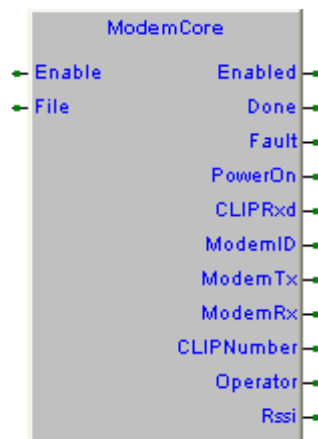 ModemCore
Enable Enabled
File Done
Fault
PowerOn
CLIPRxd
ModemID
ModemTx
ModemRx
CLIPNumber
Operator
Rssi